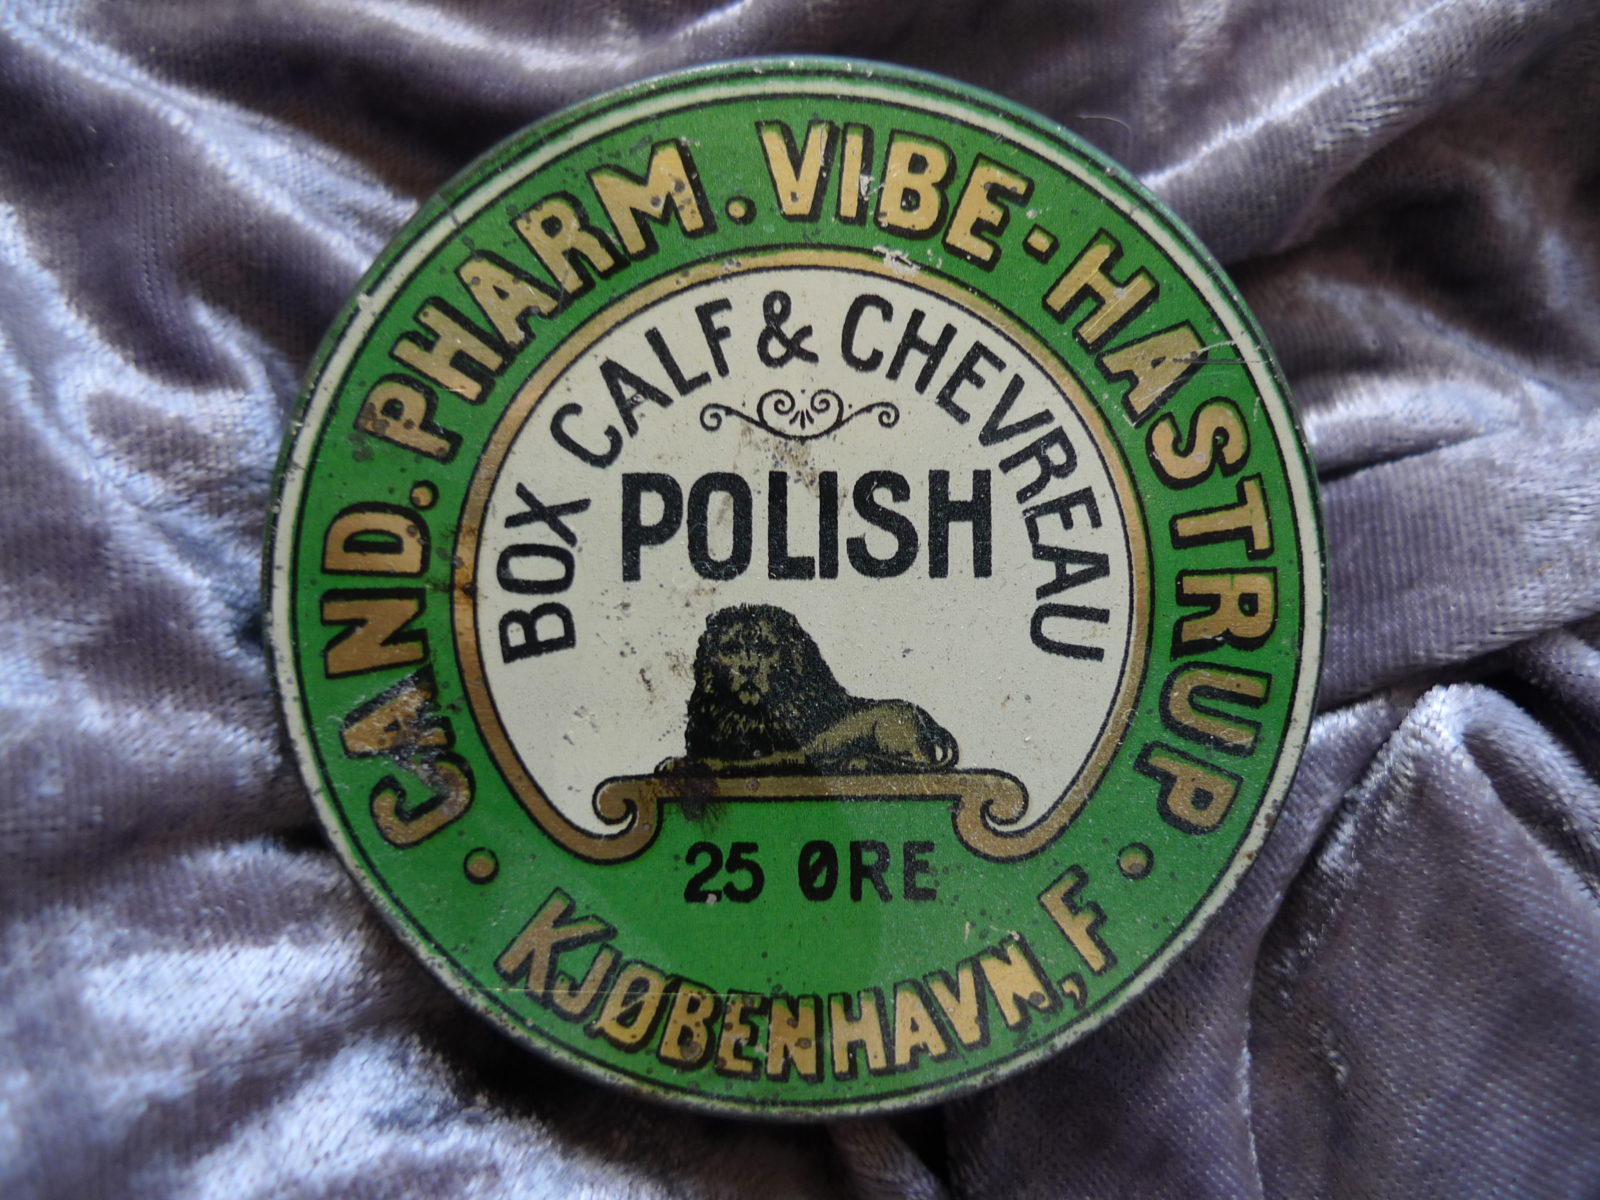 CAND. PHARM. VIBE-HASTRUP
BOX CALF & CHEVREAU
POLISH
25 ØRE
KJØBENHAVN, F